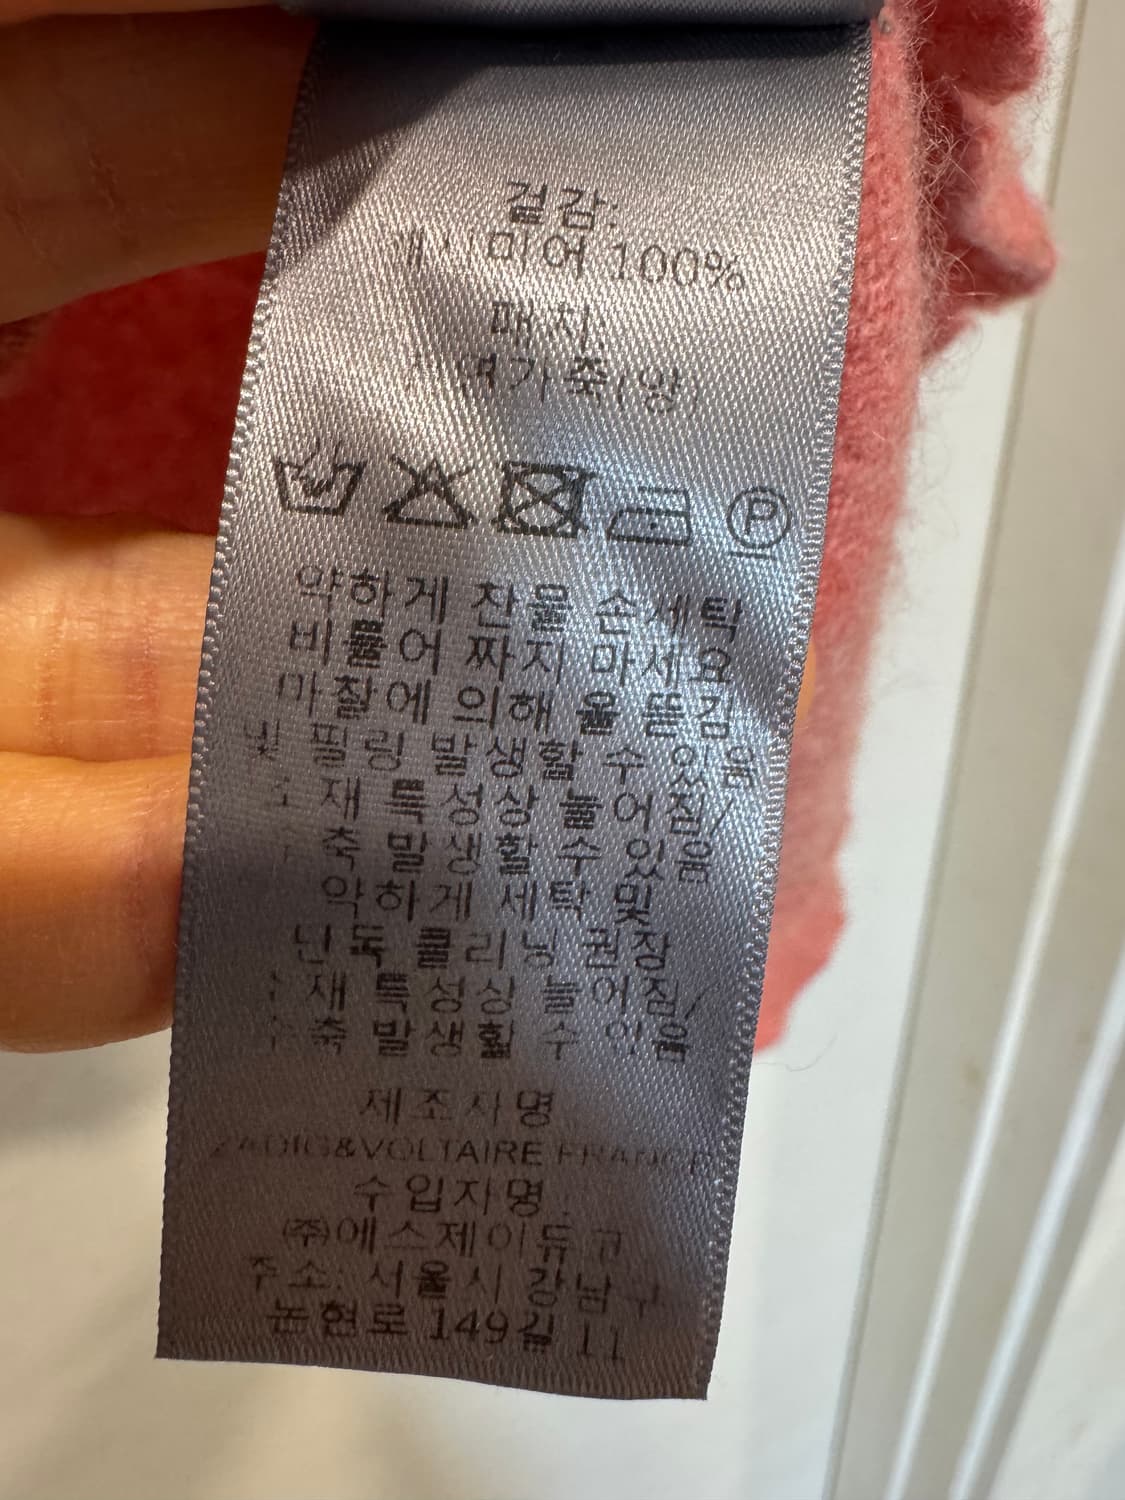 겉감:
캐시미어 100%
패치:
가죽(양)
P
약하게 찬물 손세탁
비틀어 짜지 마세요
마찰에 의해 올 뜯김
및 필링 발생할 수 있음
소재 특성상 늘어짐/
수축 발생할 수 있음
약하게 세탁 및
드라이 클리닝 권장
소재 특성상 늘어짐/
수축 발생할 수 있음
제조사명
ZADIG&VOLTAIRE FRANCE
수입자명:
㈜에스제이듀코
주소: 서울시 강남구
논현로 149길 11